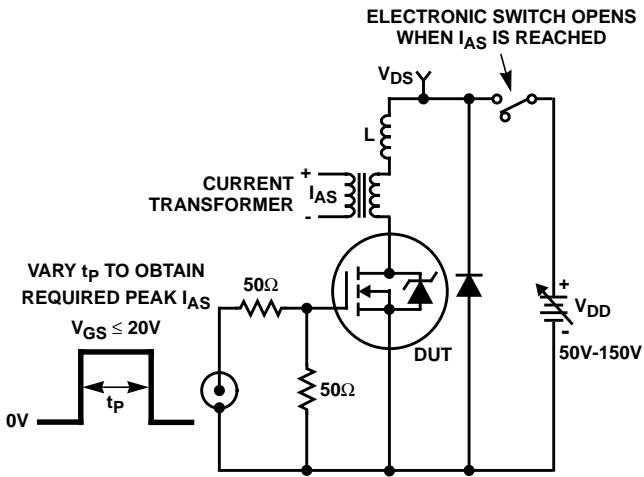 ELECTRONIC SWITCH OPENS
WHEN IAS IS REACHED
VDS
L
+
CURRENT
TRANSFORMER
IAS
-
VARY tP TO OBTAIN
REQUIRED PEAK IAS
50Ω
VGS ≤ 20V
+
VDD
-
DUT
50V-150V
50Ω
tP
0V